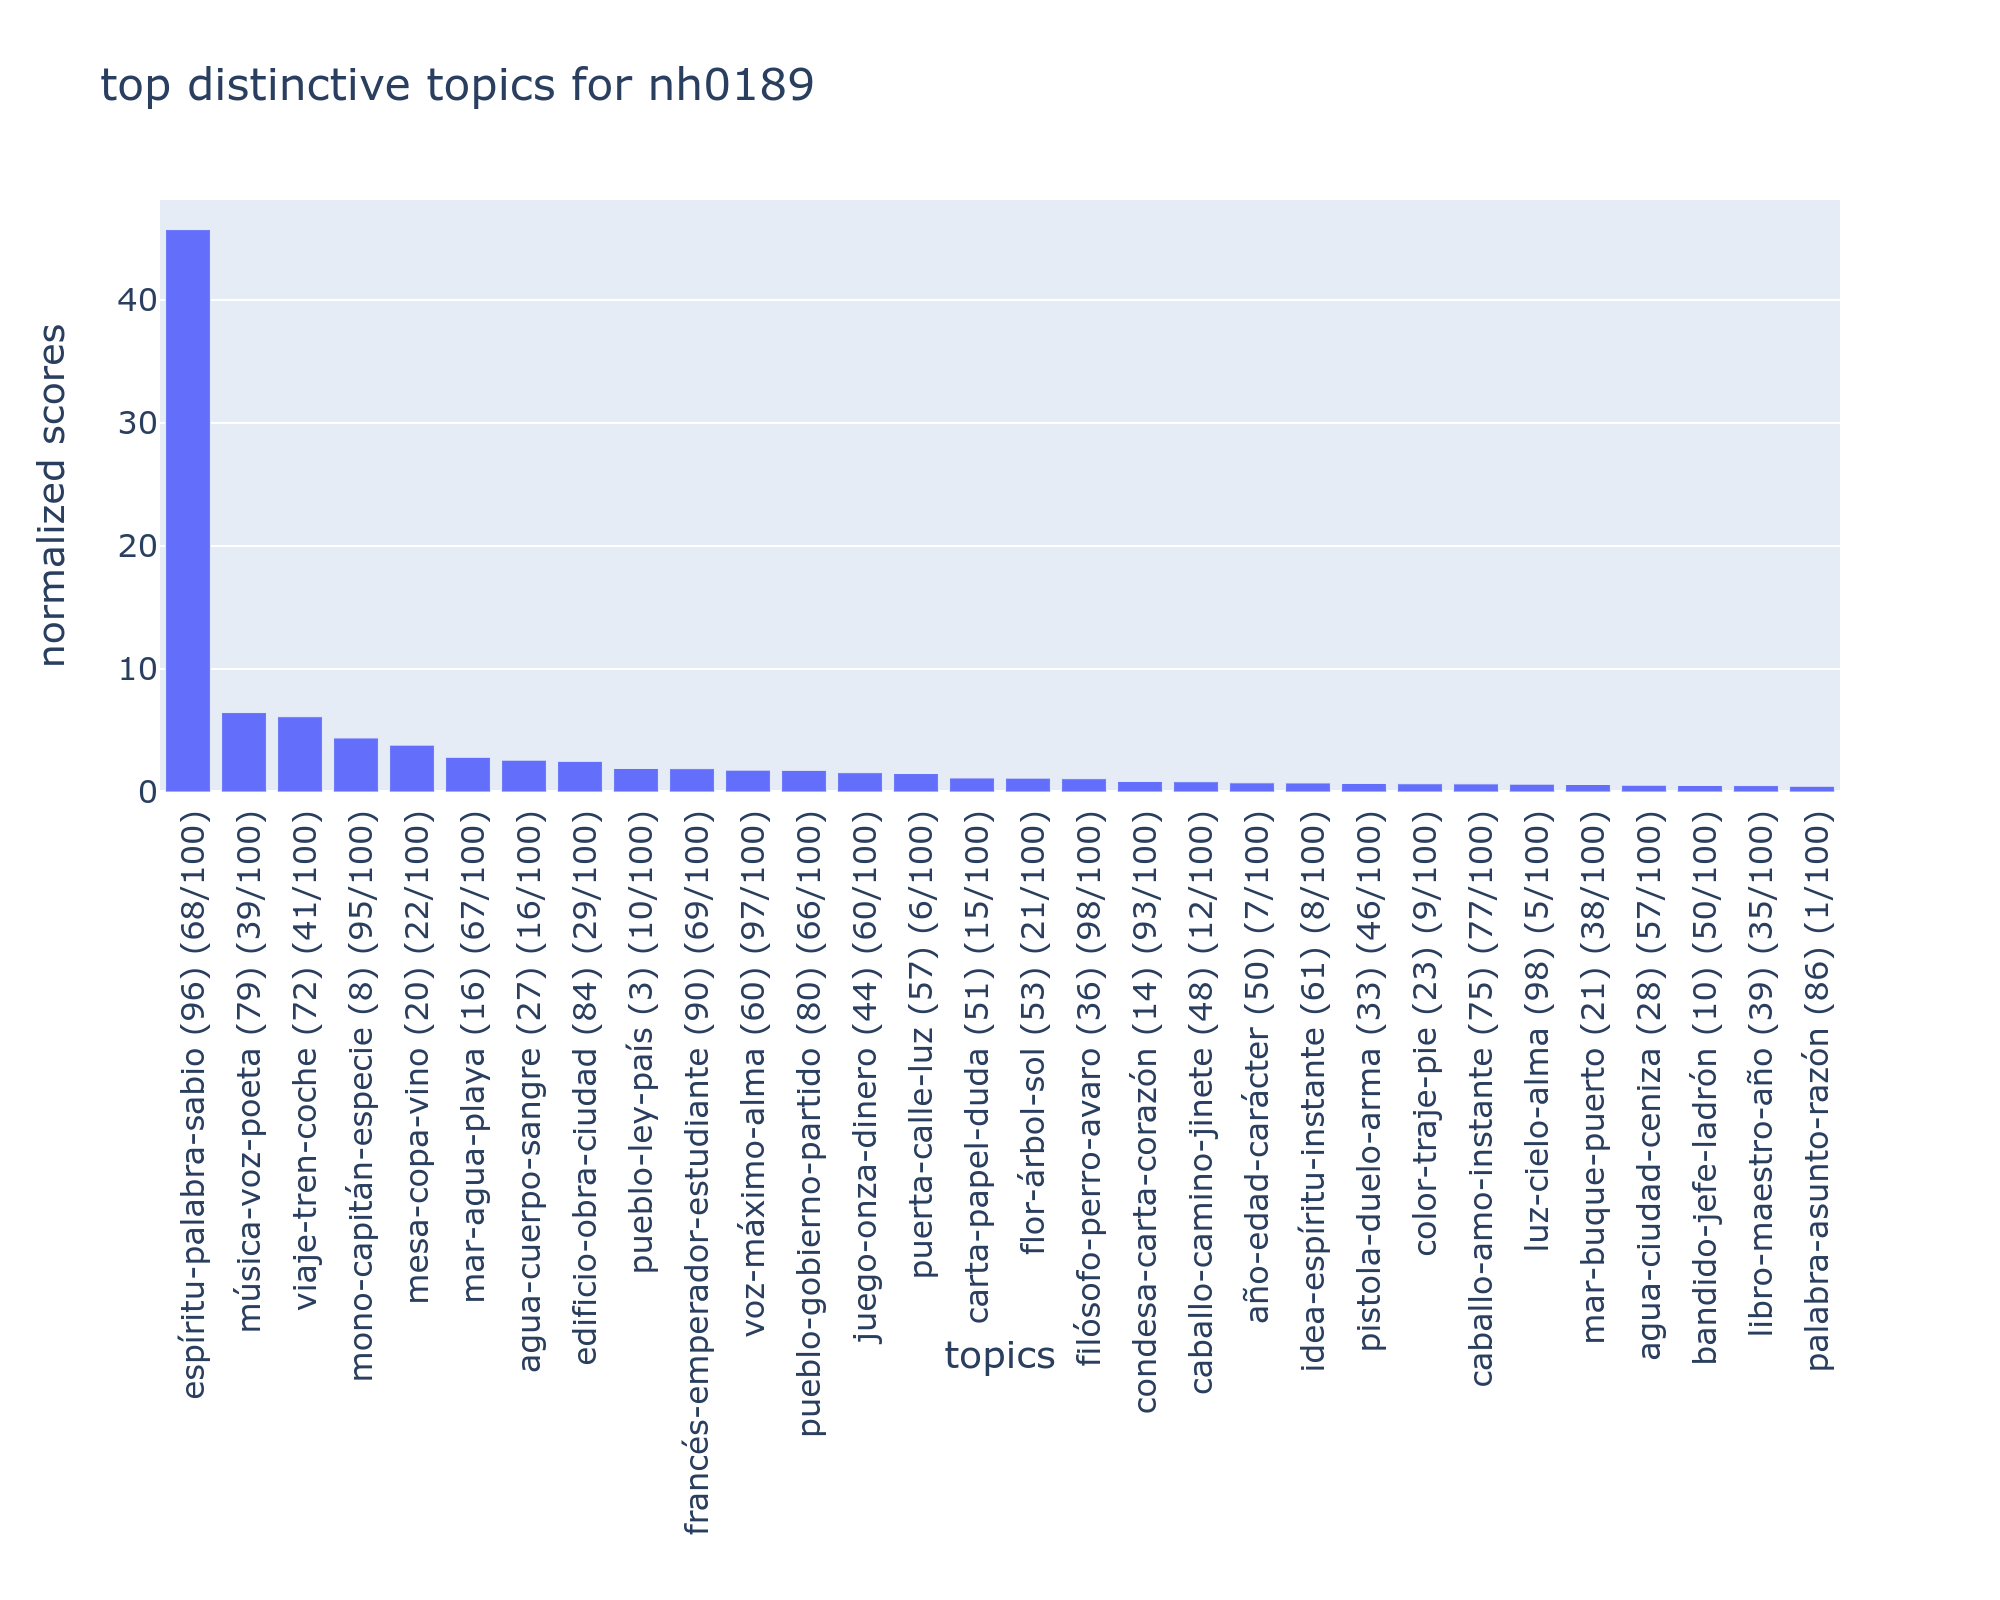 top distinctive topics for nh0189
normalized scores
40
30
20
10
0
espíritu-palabra-sabio (96) (68/100)
música-voz-poeta (79) (39/100)
viaje-tren-coche (72) (41/100)
mono-capitán-especie (8) (95/100)
mesa-copa-vino (20) (22/100)
mar-agua-playa (16) (67/100)
agua-cuerpo-sangre (27) (16/100)
edificio-obra-ciudad (84) (29/100)
pueblo-ley-país (3) (10/100)
francés-emperador-estudiante (90) (69/100)
voz-máximo-alma (60) (97/100)
pueblo-gobierno-partido (80) (66/100)
juego-onza-dinero (44) (60/100)
puerta-calle-luz (57) (6/100)
carta-papel-duda (51) (15/100)
flor-árbol-sol (53) (21/100)
filósofo-perro-avaro (36) (98/100)
condesa-carta-corazón (14) (93/100)
caballo-camino-jinete (48) (12/100)
año-edad-carácter (50) (7/100)
idea-espíritu-instante (61) (8/100)
pistola-duelo-arma (33) (46/100)
color-traje-pie (23) (9/100)
caballo-amo-instante (75) (77/100)
luz-cielo-alma (98) (5/100)
mar-buque-puerto (21) (38/100)
agua-ciudad-ceniza (28) (57/100)
bandido-jefe-ladrón (10) (50/100)
libro-maestro-año (39) (35/100)
palabra-asunto-razón (86) (1/100)
topics